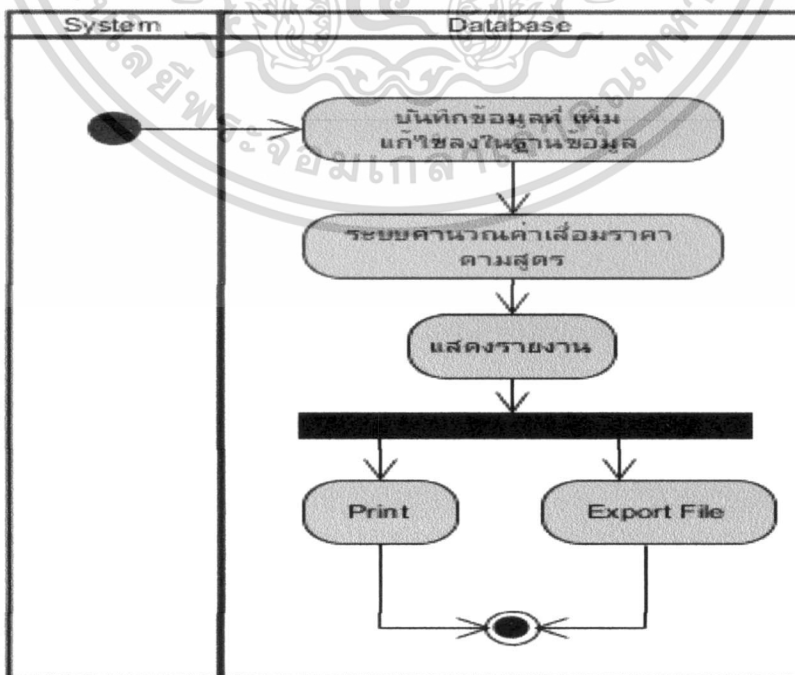 System
Database
บันทึกข้อมูลที่ เพิ่ม
แก้ไขลงในฐานข้อมูล
ระบบคำนวณค่าเสื่อมราคา
ตามสูตร
แสดงรายงาน
Print
Export File